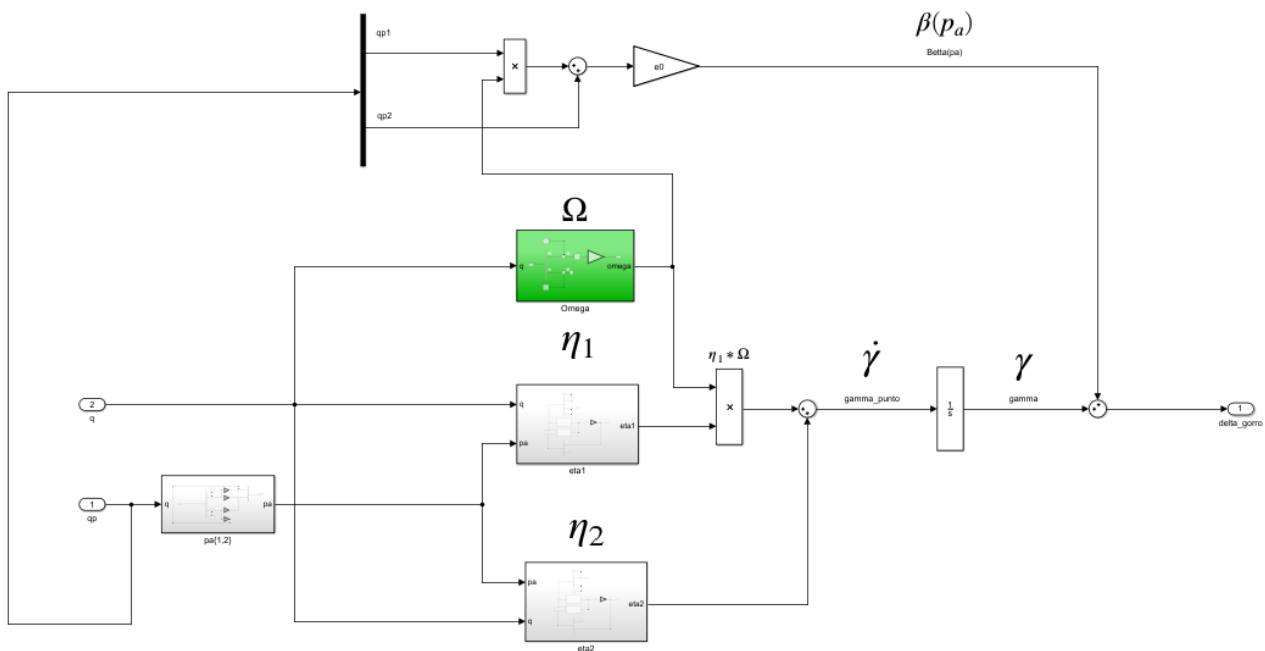 qp1
β(pₐ)
Betta(pa)
×
e0
qp2
Ω
q
omega
Omega
η₁
η₁ * Ω
γ̇
γ
2
q
q
pa
eta1
eta1
×
gamma_punto
1/s
gamma
1
delta_gorro
1
qp
q
pa
pa{1,2}
η₂
pa
q
eta2
eta2